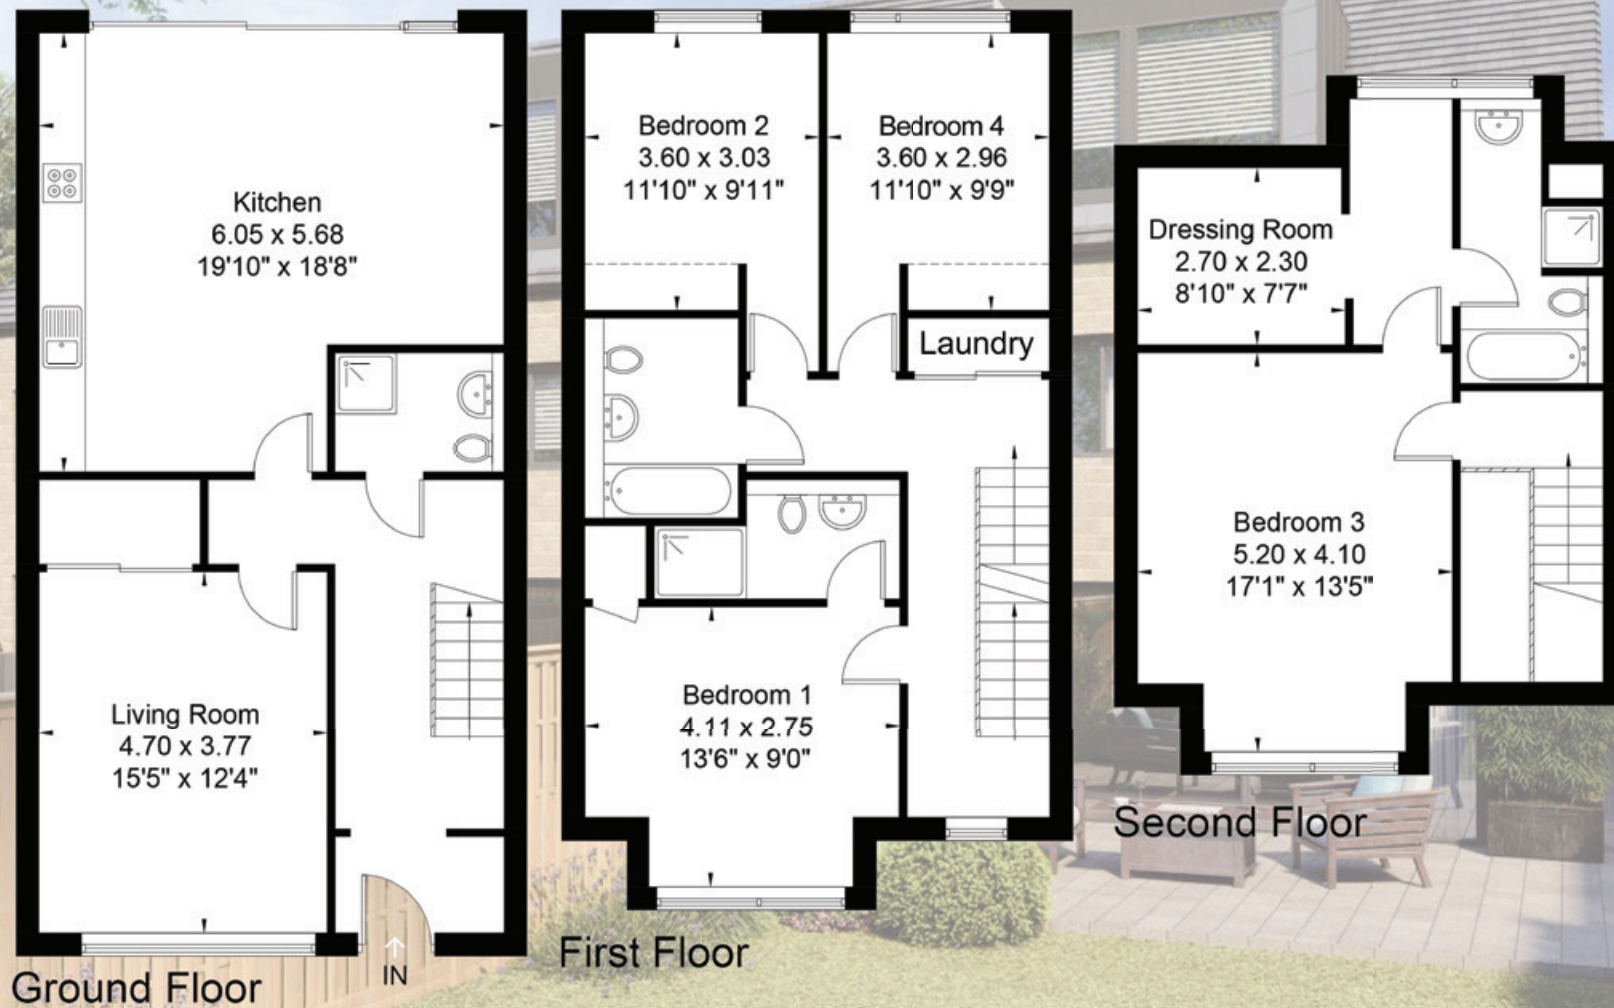 Kitchen
6.05 x 5.68
19'10" x 18'8"
Living Room
4.70 x 3.77
15'5" x 12'4"
IN
Ground Floor
Bedroom 2
3.60 x 3.03
11'10" x 9'11"
Bedroom 4
3.60 x 2.96
11'10" x 9'9"
Laundry
Bedroom 1
4.11 x 2.75
13'6" x 9'0"
First Floor
Dressing Room
2.70 x 2.30
8'10" x 7'7"
Bedroom 3
5.20 x 4.10
17'1" x 13'5"
Second Floor